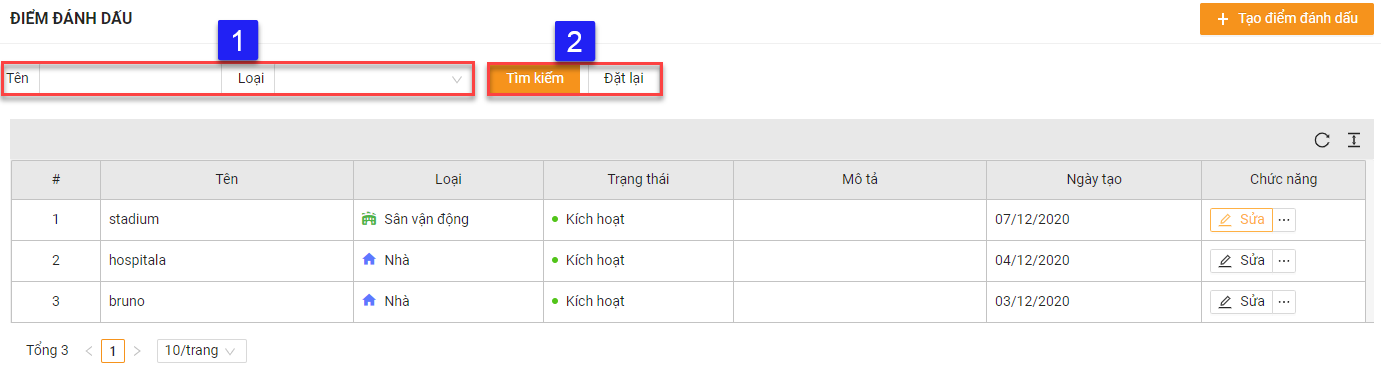 ĐIỂM ĐÁNH DẤU
+ Tạo điểm đánh dấu
1 2
Tên Loại Tìm kiếm Đặt lại
# Tên Loại Trạng thái Mô tả Ngày tạo Chức năng
1 stadium Sân vận động Kích hoạt 07/12/2020 Sửa ...
2 hospitala Nhà Kích hoạt 04/12/2020 Sửa ...
3 bruno Nhà Kích hoạt 03/12/2020 Sửa ...
Tổng 3 < 1 > 10/trang